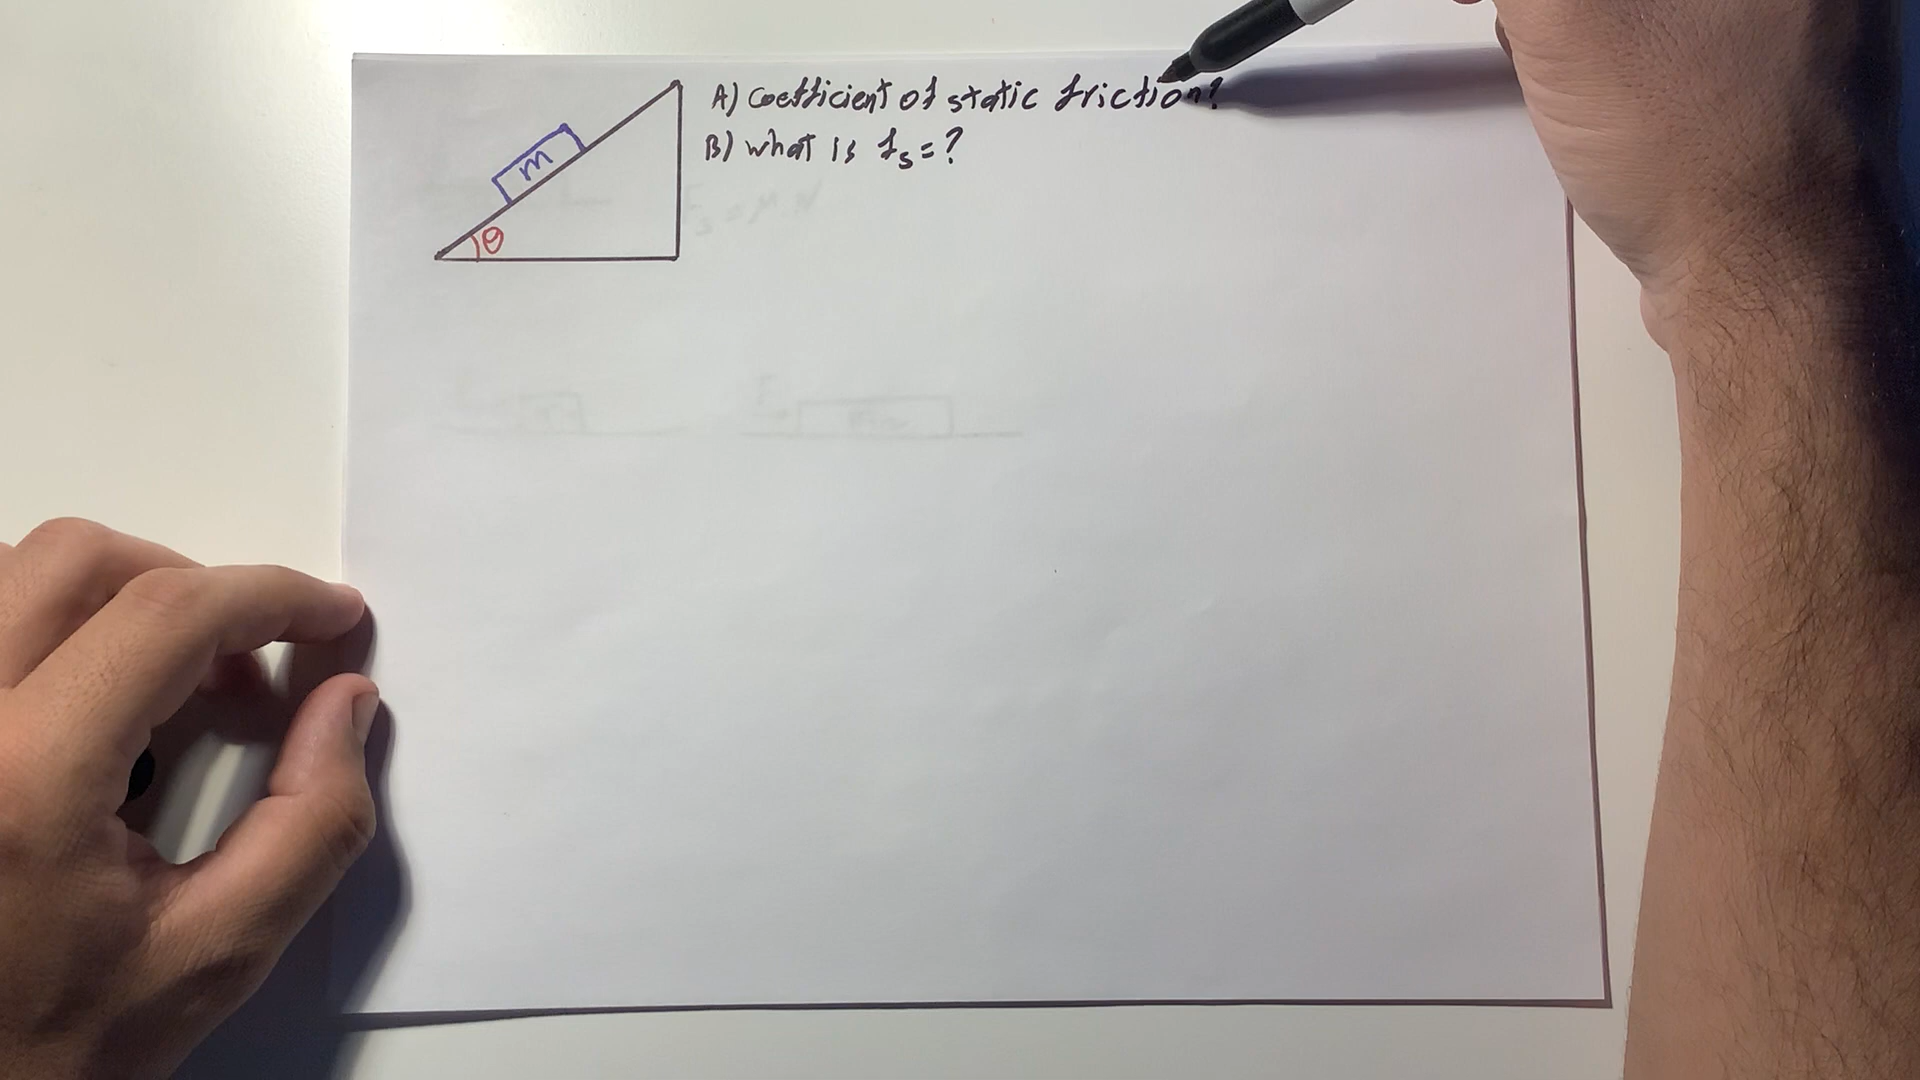 A) Coefficient of static friction?
B) what is fs=?
m
θ